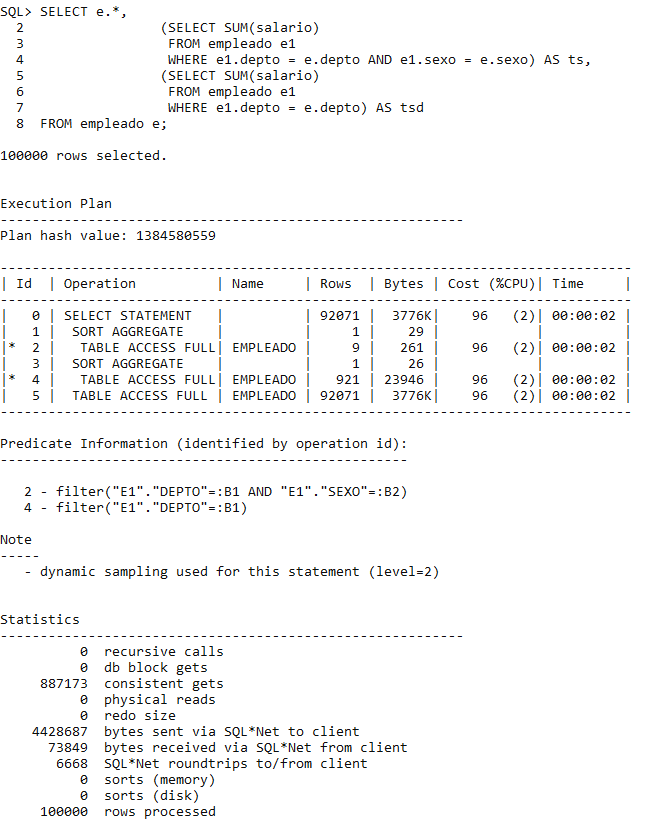 SQL> SELECT e.*,
  2                 (SELECT SUM(salario)
  3                  FROM empleado e1
  4                  WHERE e1.depto = e.depto AND e1.sexo = e.sexo) AS ts,
  5                 (SELECT SUM(salario)
  6                  FROM empleado e1
  7                  WHERE e1.depto = e.depto) AS tsd
  8  FROM empleado e;

100000 rows selected.


Execution Plan
----------------------------------------------------------
Plan hash value: 1384580559

-------------------------------------------------------------------------------
| Id  | Operation          | Name     | Rows  | Bytes | Cost (%CPU)| Time     |
-------------------------------------------------------------------------------
|   0 | SELECT STATEMENT   |          | 92071 |  3776K|    96   (2)| 00:00:02 |
|   1 |  SORT AGGREGATE    |          |     1 |    29 |            |          |
|*  2 |   TABLE ACCESS FULL| EMPLEADO |     9 |   261 |    96   (2)| 00:00:02 |
|   3 |  SORT AGGREGATE    |          |     1 |    26 |            |          |
|*  4 |   TABLE ACCESS FULL| EMPLEADO |   921 | 23946 |    96   (2)| 00:00:02 |
|   5 |  TABLE ACCESS FULL | EMPLEADO | 92071 |  3776K|    96   (2)| 00:00:02 |
-------------------------------------------------------------------------------

Predicate Information (identified by operation id):
---------------------------------------------------

   2 - filter("E1"."DEPTO"=:B1 AND "E1"."SEXO"=:B2)
   4 - filter("E1"."DEPTO"=:B1)

Note
-----
   - dynamic sampling used for this statement (level=2)


Statistics
----------------------------------------------------------
          0  recursive calls
          0  db block gets
     887173  consistent gets
          0  physical reads
          0  redo size
    4428687  bytes sent via SQL*Net to client
      73849  bytes received via SQL*Net from client
       6668  SQL*Net roundtrips to/from client
          0  sorts (memory)
          0  sorts (disk)
     100000  rows processed